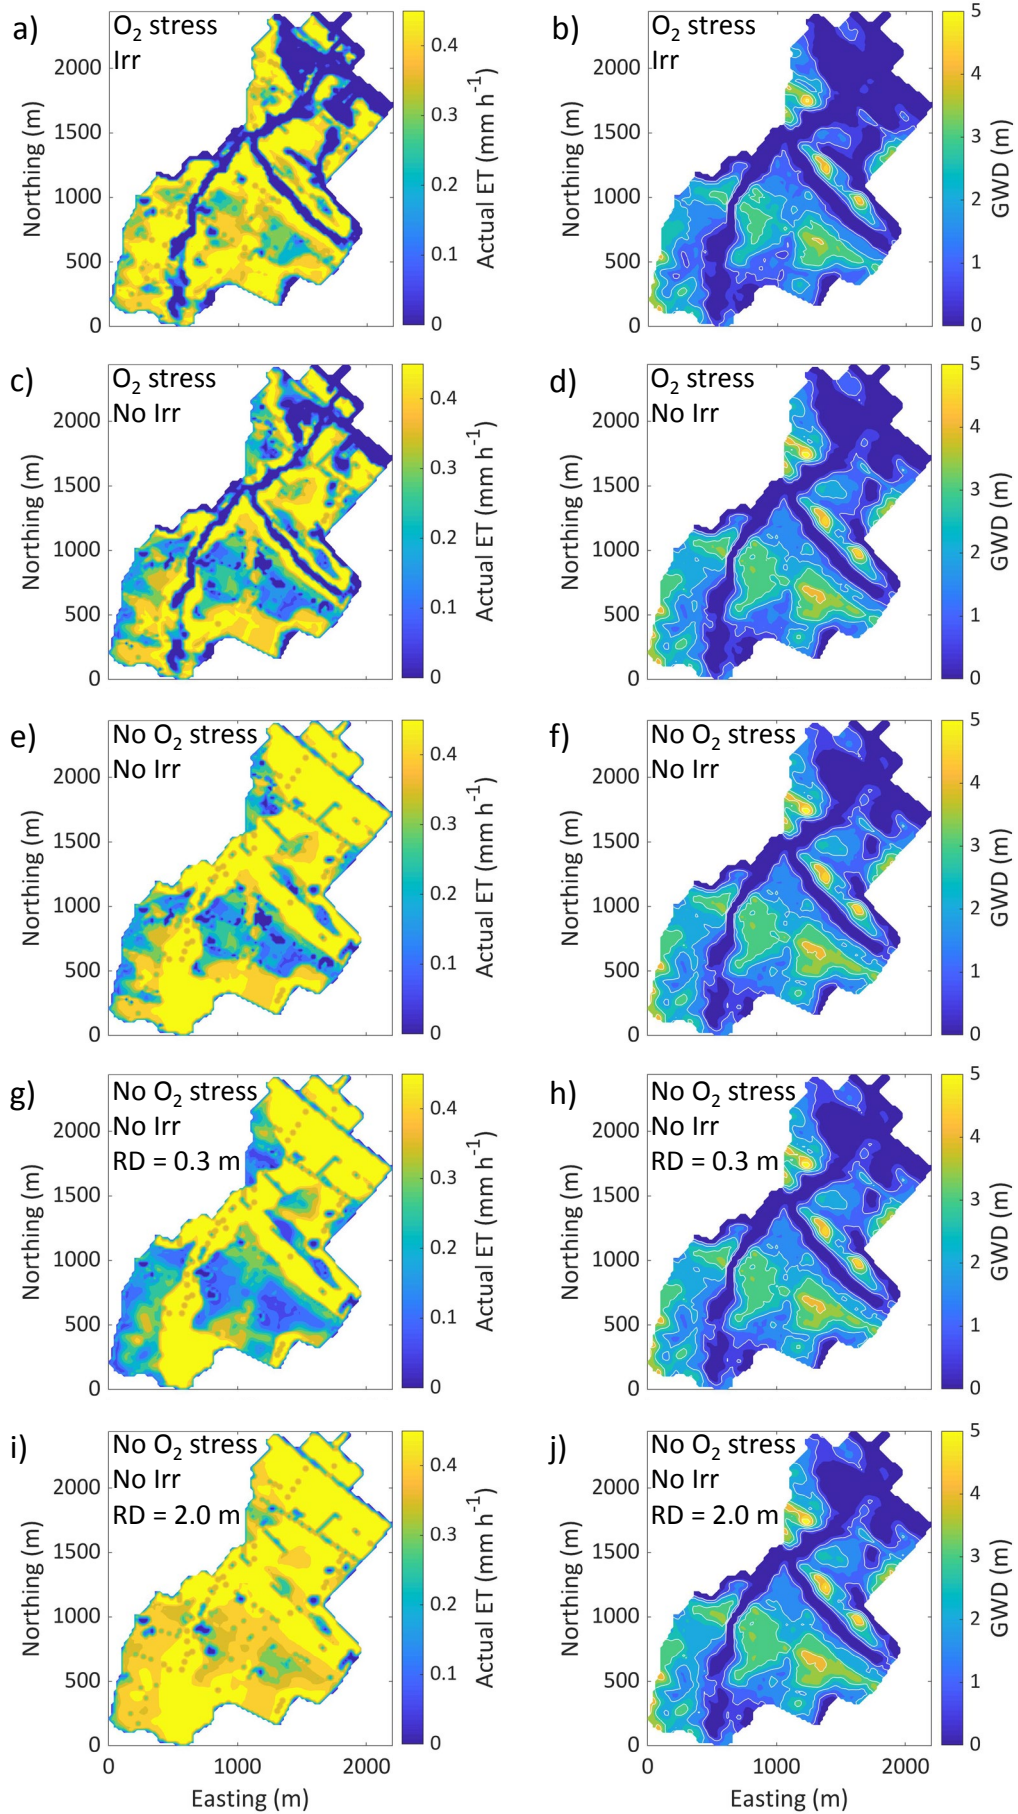 a)
O₂ stress
Irr
2000
1500
1000
500
0
Northing (m)
0
1000
2000
0.4
0.3
0.2
0.1
0
Actual ET (mm h⁻¹)
b)
O₂ stress
Irr
2000
1500
1000
500
0
Northing (m)
5
4
3
2
1
0
GWD (m)
c)
O₂ stress
No Irr
2000
1500
1000
500
0
Northing (m)
0.4
0.3
0.2
0.1
0
Actual ET (mm h⁻¹)
d)
O₂ stress
No Irr
2000
1500
1000
500
0
Northing (m)
5
4
3
2
1
0
GWD (m)
e)
No O₂ stress
No Irr
2000
1500
1000
500
0
Northing (m)
0.4
0.3
0.2
0.1
0
Actual ET (mm h⁻¹)
f)
No O₂ stress
No Irr
2000
1500
1000
500
0
Northing (m)
5
4
3
2
1
0
GWD (m)
g)
No O₂ stress
No Irr
RD = 0.3 m
2000
1500
1000
500
0
Northing (m)
0.4
0.3
0.2
0.1
0
Actual ET (mm h⁻¹)
h)
No O₂ stress
No Irr
RD = 0.3 m
2000
1500
1000
500
0
Northing (m)
5
4
3
2
1
0
GWD (m)
i)
No O₂ stress
No Irr
RD = 2.0 m
2000
1500
1000
500
0
Northing (m)
0
1000
2000
Easting (m)
0.4
0.3
0.2
0.1
0
Actual ET (mm h⁻¹)
j)
No O₂ stress
No Irr
RD = 2.0 m
2000
1500
1000
500
0
Northing (m)
0
1000
2000
Easting (m)
5
4
3
2
1
0
GWD (m)